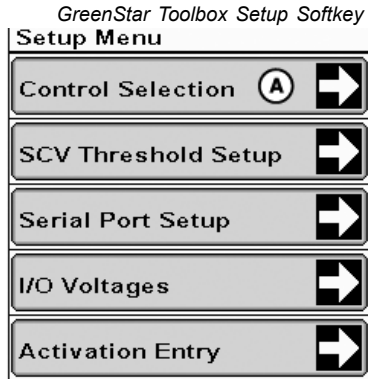 GreenStar Toolbox Setup Softkey
Setup Menu
Control Selection A
SCV Threshold Setup
Serial Port Setup
I/O Voltages
Activation Entry